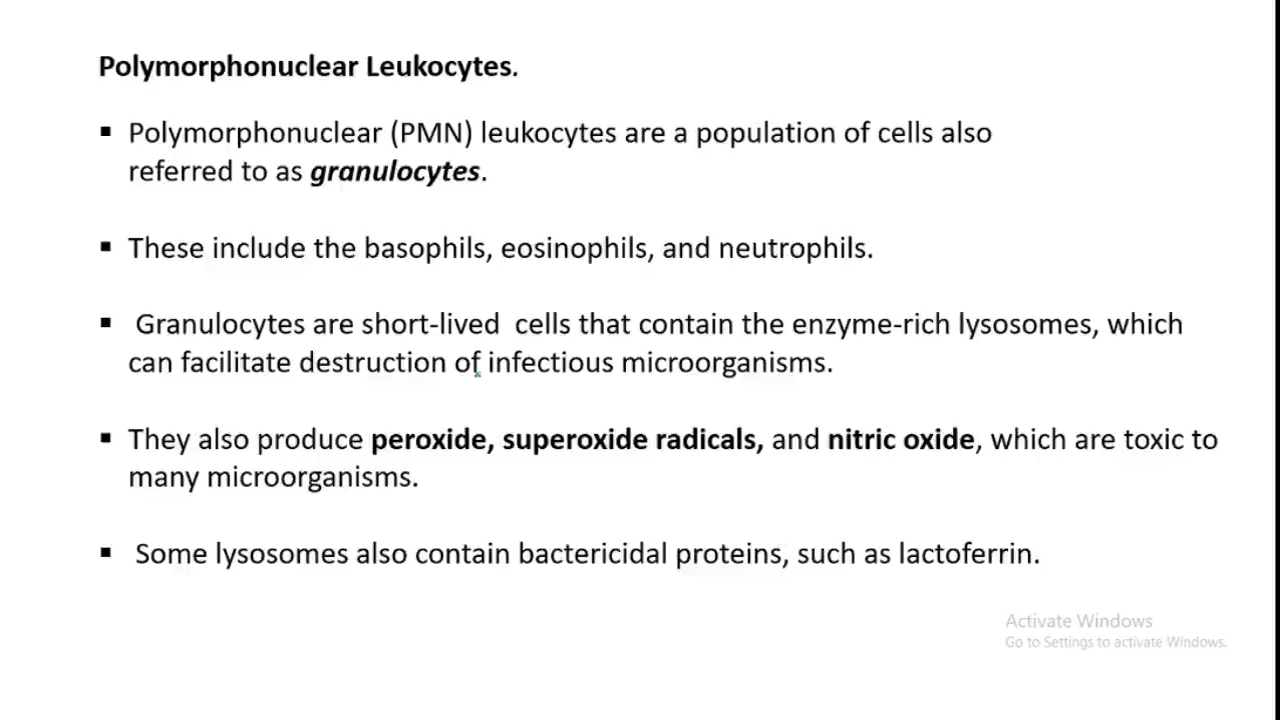 Polymorphonuclear Leukocytes.
▪ Polymorphonuclear (PMN) leukocytes are a population of cells also
referred to as granulocytes.
▪ These include the basophils, eosinophils, and neutrophils.
▪ Granulocytes are short-lived cells that contain the enzyme-rich lysosomes, which
can facilitate destruction of infectious microorganisms.
▪ They also produce peroxide, superoxide radicals, and nitric oxide, which are toxic to
many microorganisms.
▪ Some lysosomes also contain bactericidal proteins, such as lactoferrin.
Activate Windows
Go to Settings to activate Windows.